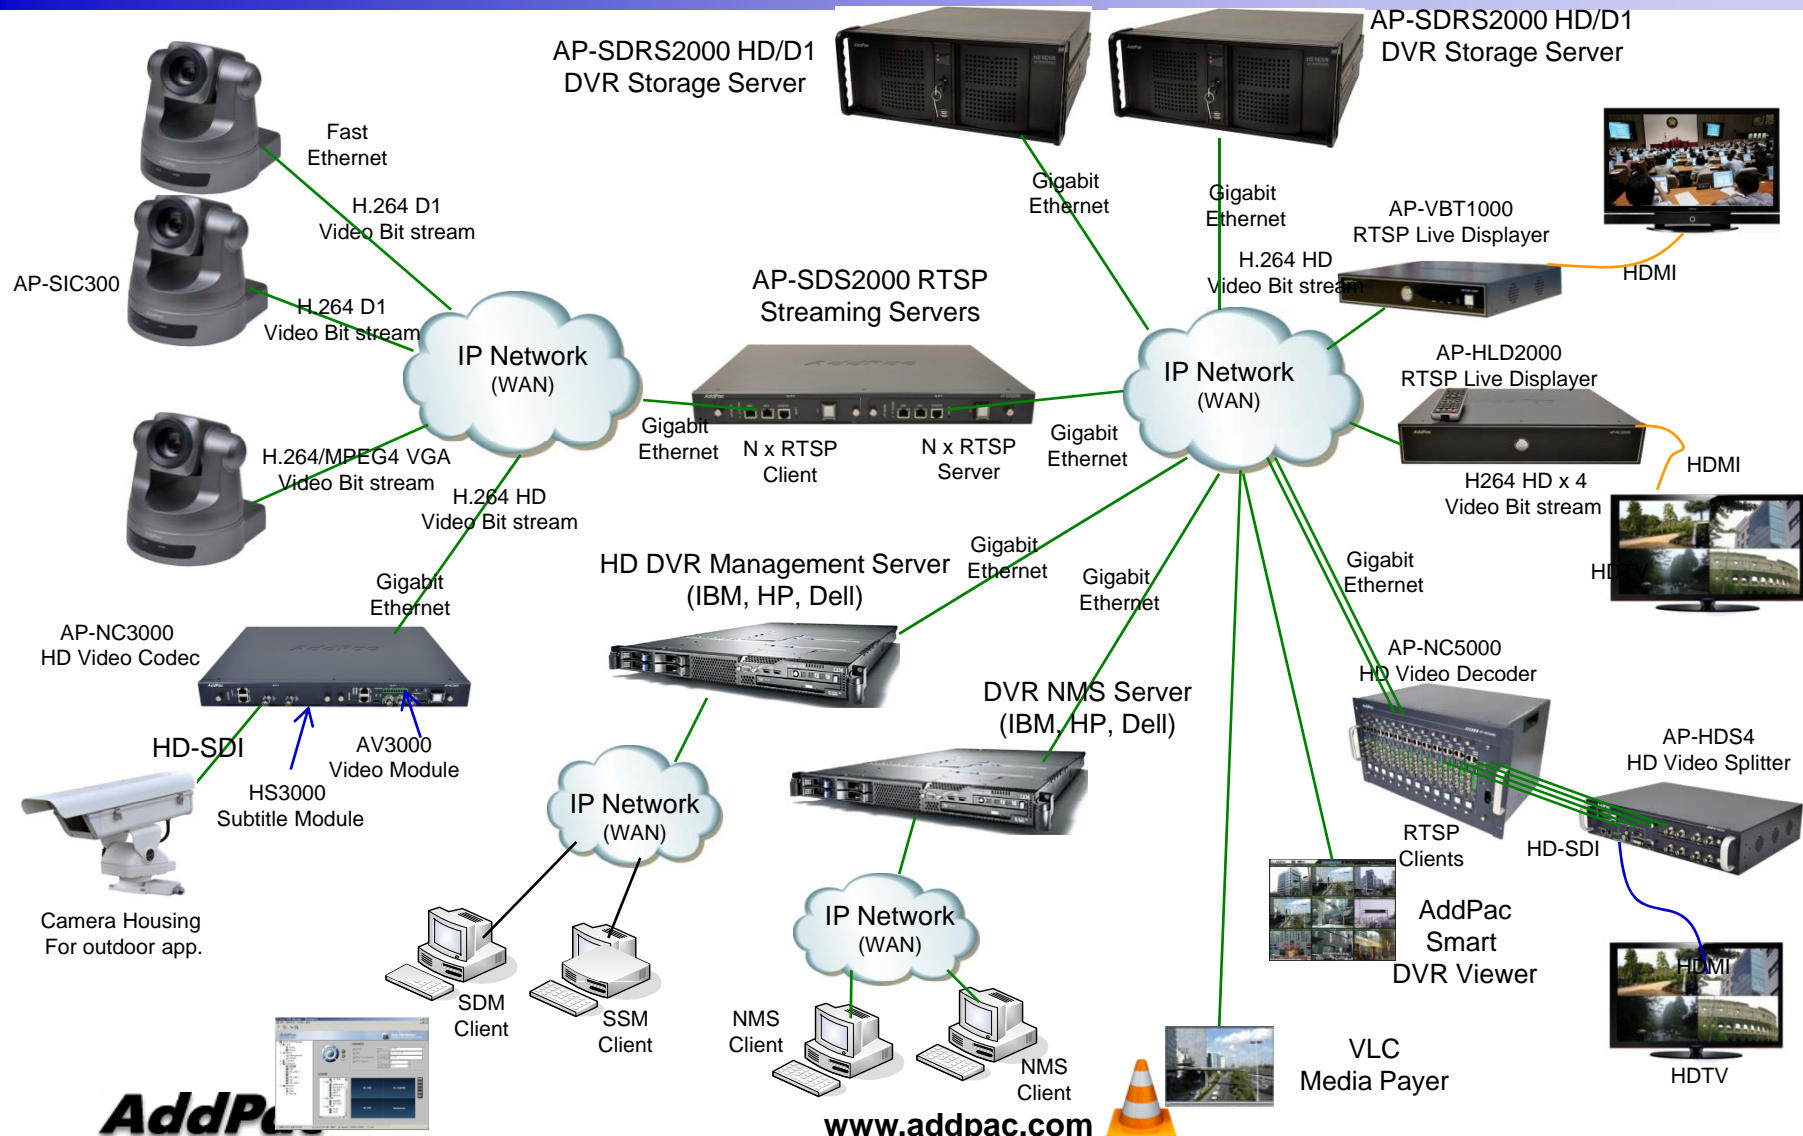 AP-SDRS2000 HD/D1
DVR Storage Server
AP-SDRS2000 HD/D1
DVR Storage Server
Fast
Ethernet
H.264 D1
Video Bit stream
AP-SIC300
H.264 D1
Video Bit stream
H.264/MPEG4 VGA
Video Bit stream
IP Network
(WAN)
Gigabit
Ethernet
Gigabit
Ethernet
AP-VBT1000
RTSP Live Displayer
H.264 HD
Video Bit stream
HDMI
AP-SDS2000 RTSP
Streaming Servers
AddPac
AddPac
IP Network
(WAN)
AP-HLD2000
RTSP Live Displayer
AddPac
HDMI
H264 HD x 4
Video Bit stream
HDTV
Gigabit
Ethernet
N x RTSP
Client
N x RTSP
Server
Gigabit
Ethernet
H.264 HD
Video Bit stream
Gigabit
Ethernet
AP-NC3000
HD Video Codec
AddPac
AddPac
HD-SDI
AV3000
Video Module
HS3000
Subtitle Module
Camera Housing
For outdoor app.
HD DVR Management Server
(IBM, HP, Dell)
Gigabit
Ethernet
Gigabit
Ethernet
Gigabit
Ethernet
DVR NMS Server
(IBM, HP, Dell)
AP-NC5000
HD Video Decoder
AP-HDS4
HD Video Splitter
RTSP
Clients
HD-SDI
IP Network
(WAN)
IP Network
(WAN)
AddPac
Smart
DVR Viewer
HDMI
HDTV
SDM
Client
SSM
Client
NMS
Client
NMS
Client
VLC
Media Payer
AddPac
www.addpac.com